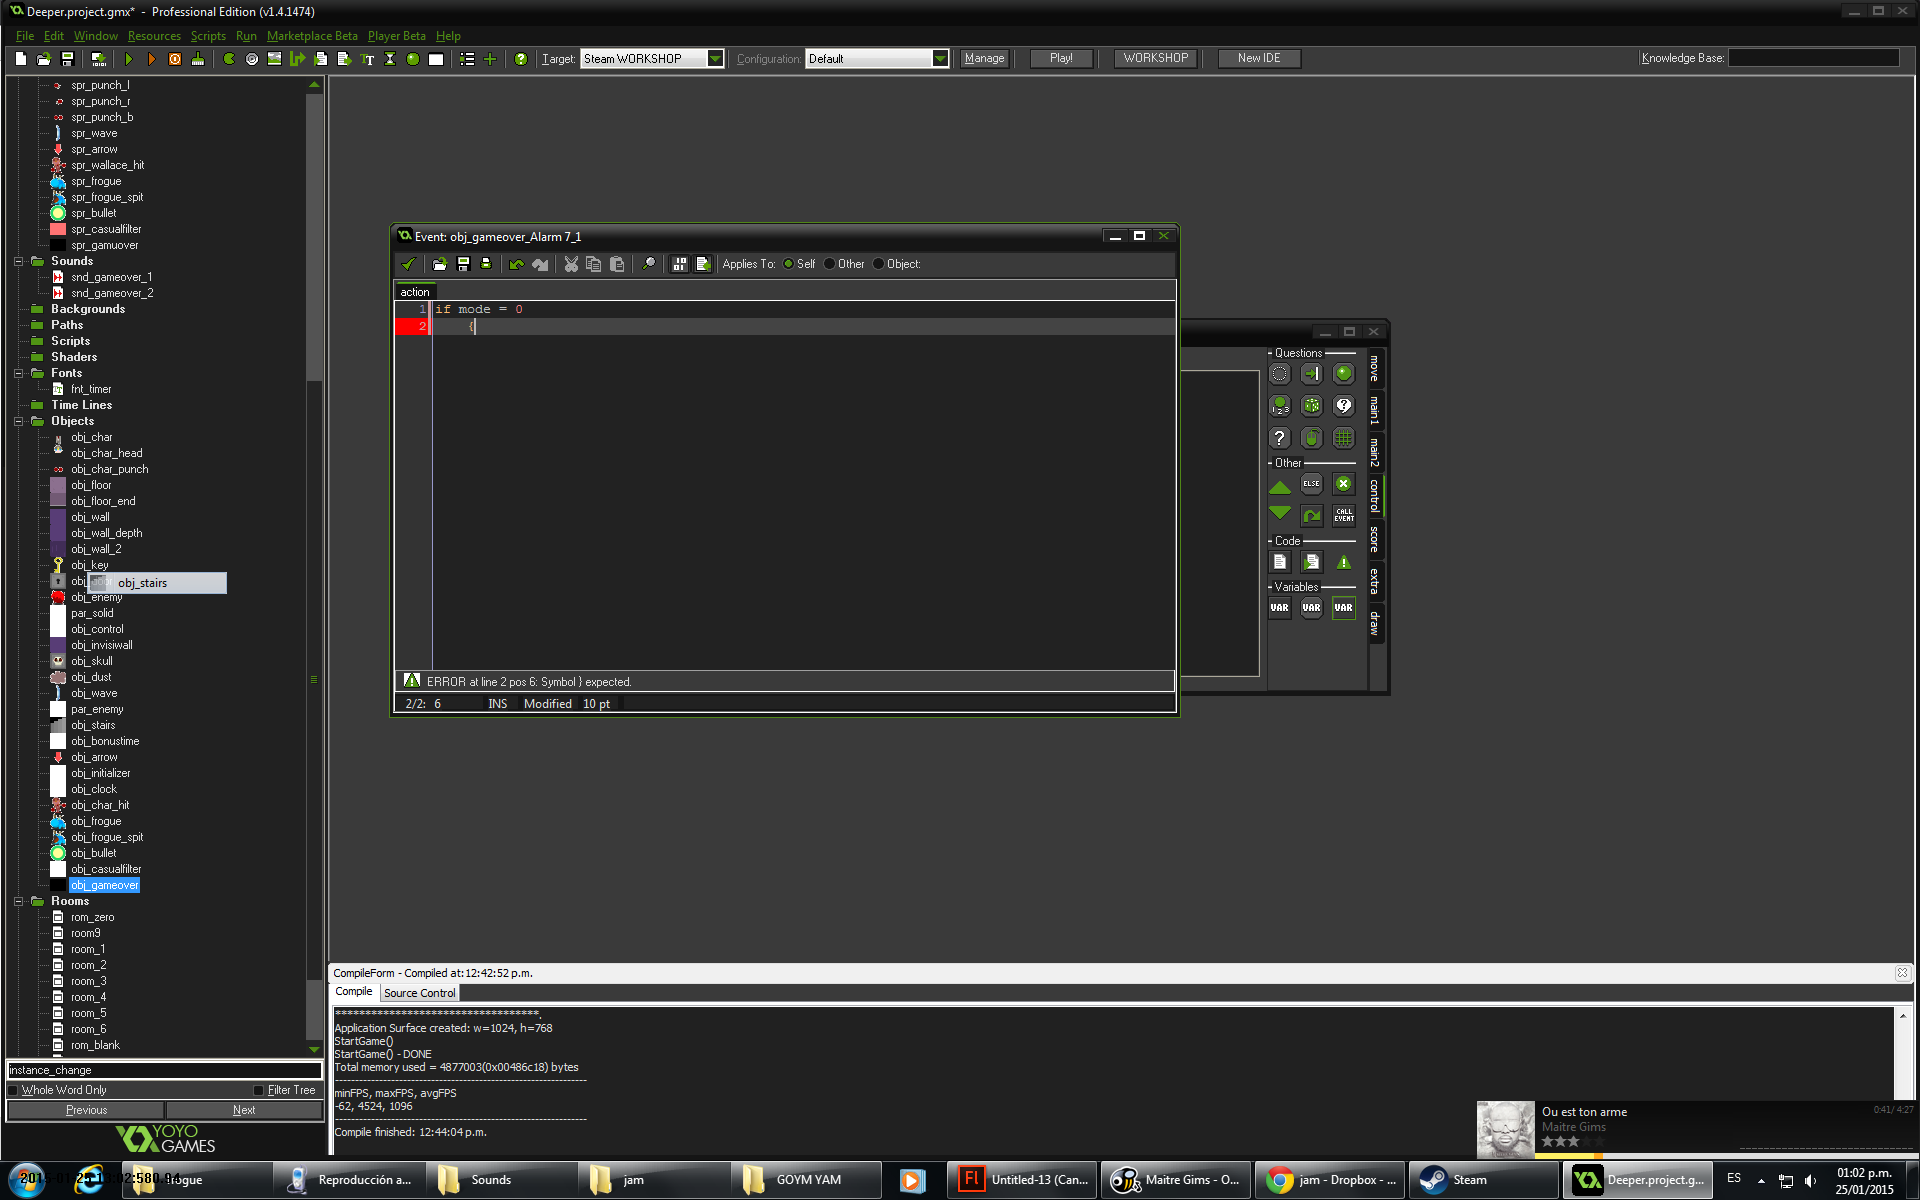 Deeper.project.gmx* - Professional Edition (v1.4.1474)
File Edit Window Resources Scripts Run Marketplace Beta Player Beta Help
Target: Steam WORKSHOP Configuration: Default Manage Play! WORKSHOP New IDE Knowledge Base:
spr_punch_l
spr_punch_r
spr_punch_b
spr_wave
spr_arrow
spr_wallace_hit
spr_frogue
spr_frogue_spit
spr_bullet
spr_casualfilter
spr_gamuover
Sounds
snd_gameover_1
snd_gameover_2
Backgrounds
Paths
Scripts
Shaders
Fonts
fnt_timer
Time Lines
Objects
obj_char
obj_char_head
obj_char_punch
obj_floor
obj_floor_end
obj_wall
obj_wall_depth
obj_wall_2
obj_key
obj_stairs
obj_enemy
par_solid
obj_control
obj_invisiwall
obj_skull
obj_dust
obj_wave
par_enemy
obj_stairs
obj_bonustime
obj_arrow
obj_initializer
obj_clock
obj_char_hit
obj_frogue
obj_frogue_spit
obj_bullet
obj_casualfilter
obj_gameover
Rooms
rom_zero
room9
room_1
room_2
room_3
room_4
room_5
room_6
rom_blank
instance_change
Whole Word Only Filter Tree
Previous Next
YOYO
GAMES
Event: obj_gameover_Alarm 7_1
Applies To: Self Other Object:
action
1 if mode = 0
2 {
ERROR at line 2 pos 6: Symbol } expected.
2/2: 6 INS Modified 10 pt
Questions
Other
ELSE
CALL
EVENT
Code
Variables
VAR VAR VAR
move
main1
main2
control
score
extra
draw
CompileForm - Compiled at: 12:42:52 p.m.
Compile Source Control
**********************************.
Application Surface created: w=1024, h=768
StartGame()
StartGame() - DONE
Total memory used = 4877003(0x00486c18) bytes
minFPS, maxFPS, avgFPS
-62, 4524, 1096
Compile finished: 12:44:04 p.m.
Ou est ton arme 0:41/ 4:27
Maitre Gims
Reproducción a... Sounds jam GOYM YAM Untitled-13 (Can... Maitre Gims - O... jam - Dropbox - ... Steam Deeper.project.g... ES 01:02 p.m.
25/01/2015